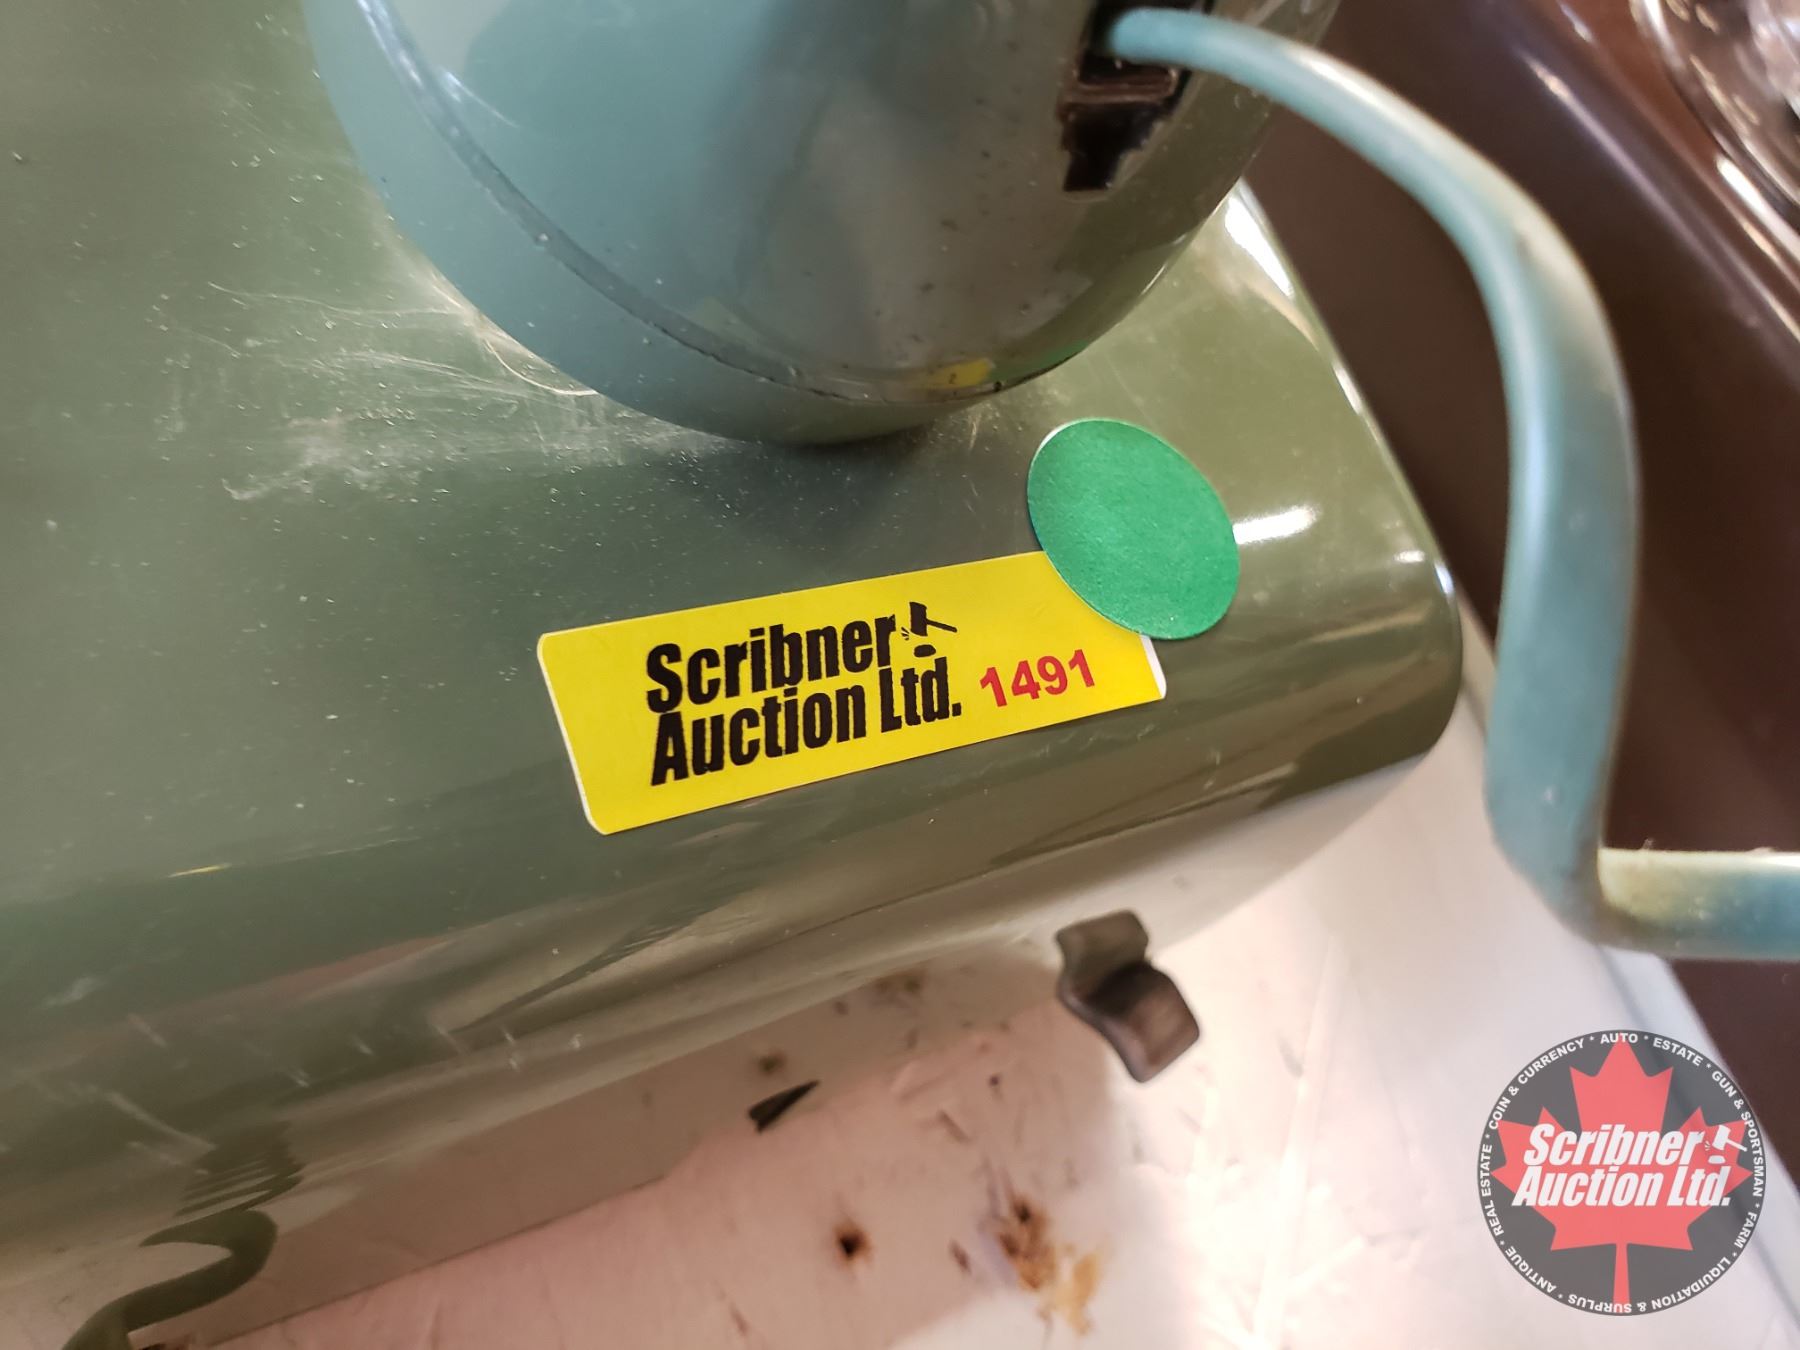 Scribner
Auction Ltd. 1491
COIN & CURRENCY * AUTO * ESTATE * GUN & SPORTSMAN * FARM * LIQUIDATION & SURPLUS * ANTIQUE * REAL ESTATE *
Scribner
Auction Ltd.